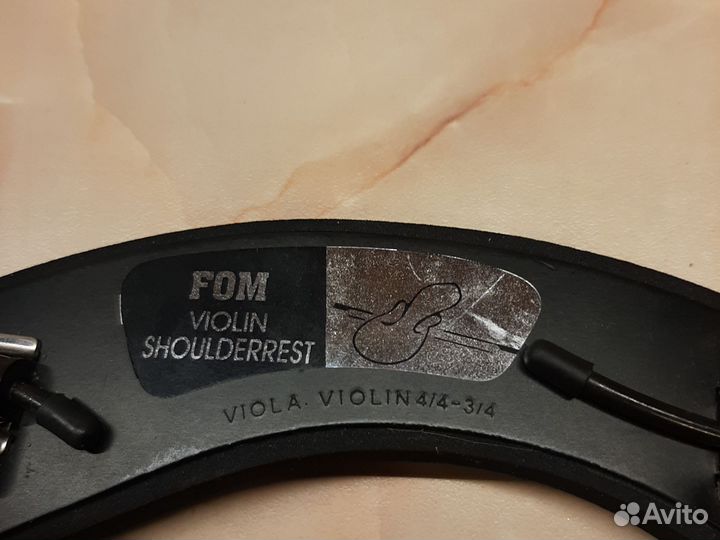 FOM
VIOLIN
SHOULDERREST
VIOLA. VIOLIN 4/4-3/4
Avito